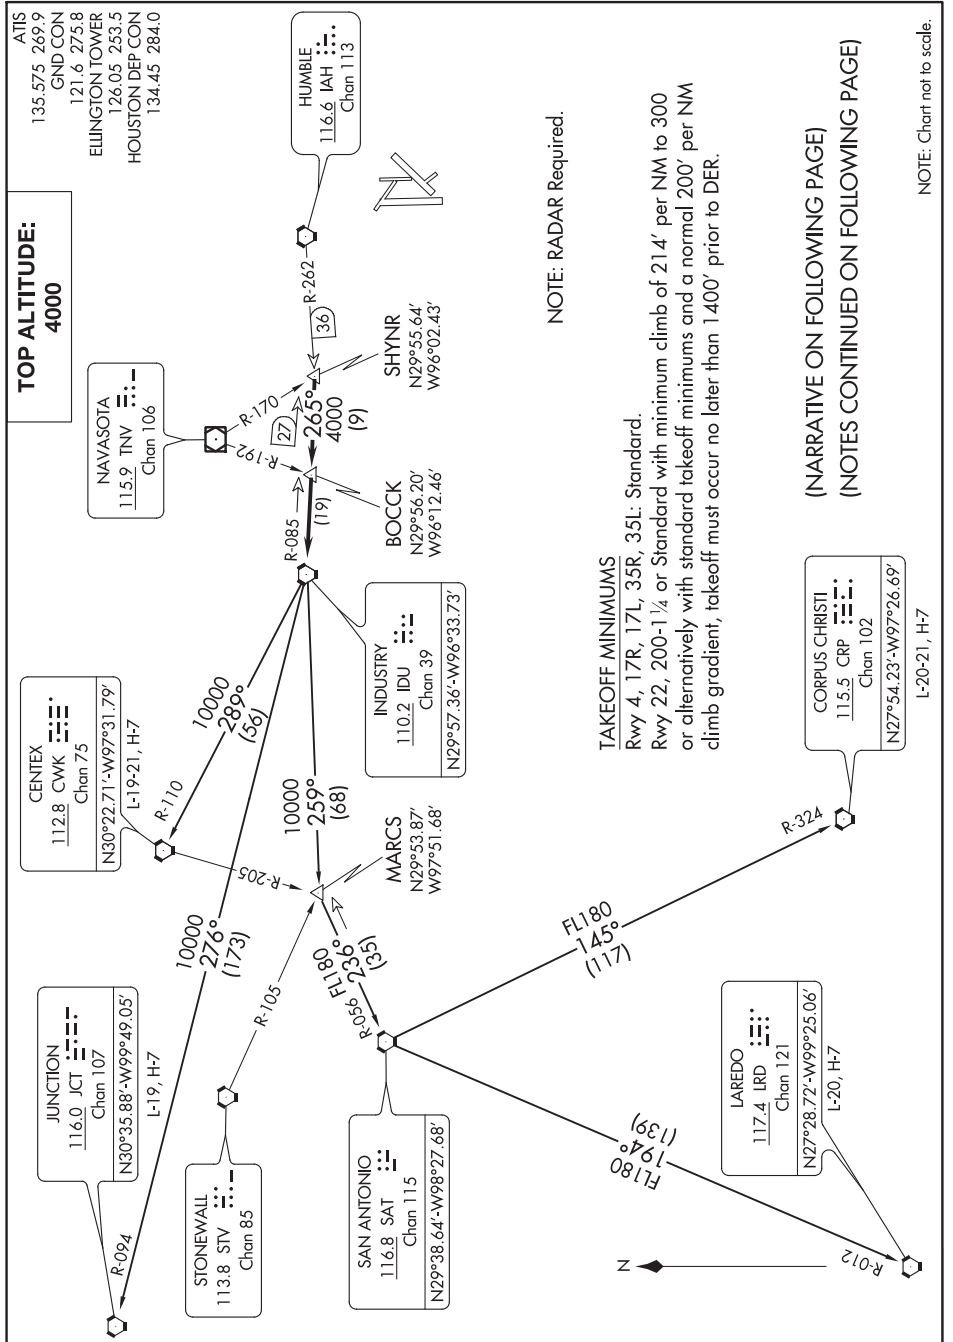 TOP ALTITUDE:
4000
ATIS
135.575 269.9
GND CON
121.6 275.8
ELLINGTON TOWER
126.05 253.5
HOUSTON DEP CON
134.45 284.0
JUNCTION
116.0 JCT
Chan 107
N30°35.88'-W99°49.05'
L-19, H-7
CENTEX
112.8 CWK
Chan 75
N30°22.71'-W97°31.79'
L-19-21, H-7
NAVASOTA
115.9 TNV
Chan 106
HUMBLE
116.6 IAH
Chan 113
R-094
10000
276°
(173)
R-110
10000
289°
(56)
R-205
R-192
R-170
27
R-262
36
265°
4000
(9)
R-085
(19)
SHYNR
N29°55.64'
W96°02.43'
BOCCK
N29°56.20'
W96°12.46'
INDUSTRY
110.2 IDU
Chan 39
N29°57.36'-W96°33.73'
10000
259°
(68)
MARCS
N29°53.87'
W97°51.68'
STONEWALL
113.8 STV
Chan 85
R-105
FL180
236°
(35)
R-056
SAN ANTONIO
116.8 SAT
Chan 115
N29°38.64'-W98°27.68'
FL180
145°
(117)
R-324
FL180
194°
(139)
R-012
LAREDO
117.4 LRD
Chan 121
N27°28.72'-W99°25.06'
L-20, H-7
CORPUS CHRISTI
115.5 CRP
Chan 102
N27°54.23'-W97°26.69'
L-20-21, H-7
N
NOTE: RADAR Required.
TAKEOFF MINIMUMS
Rwy 4, 17R, 17L, 35R, 35L: Standard.
Rwy 22, 200-1¼ or Standard with minimum climb of 214' per NM to 300
or alternatively with standard takeoff minimums and a normal 200' per NM
climb gradient, takeoff must occur no later than 1400' prior to DER.
(NARRATIVE ON FOLLOWING PAGE)
(NOTES CONTINUED ON FOLLOWING PAGE)
NOTE: Chart not to scale.